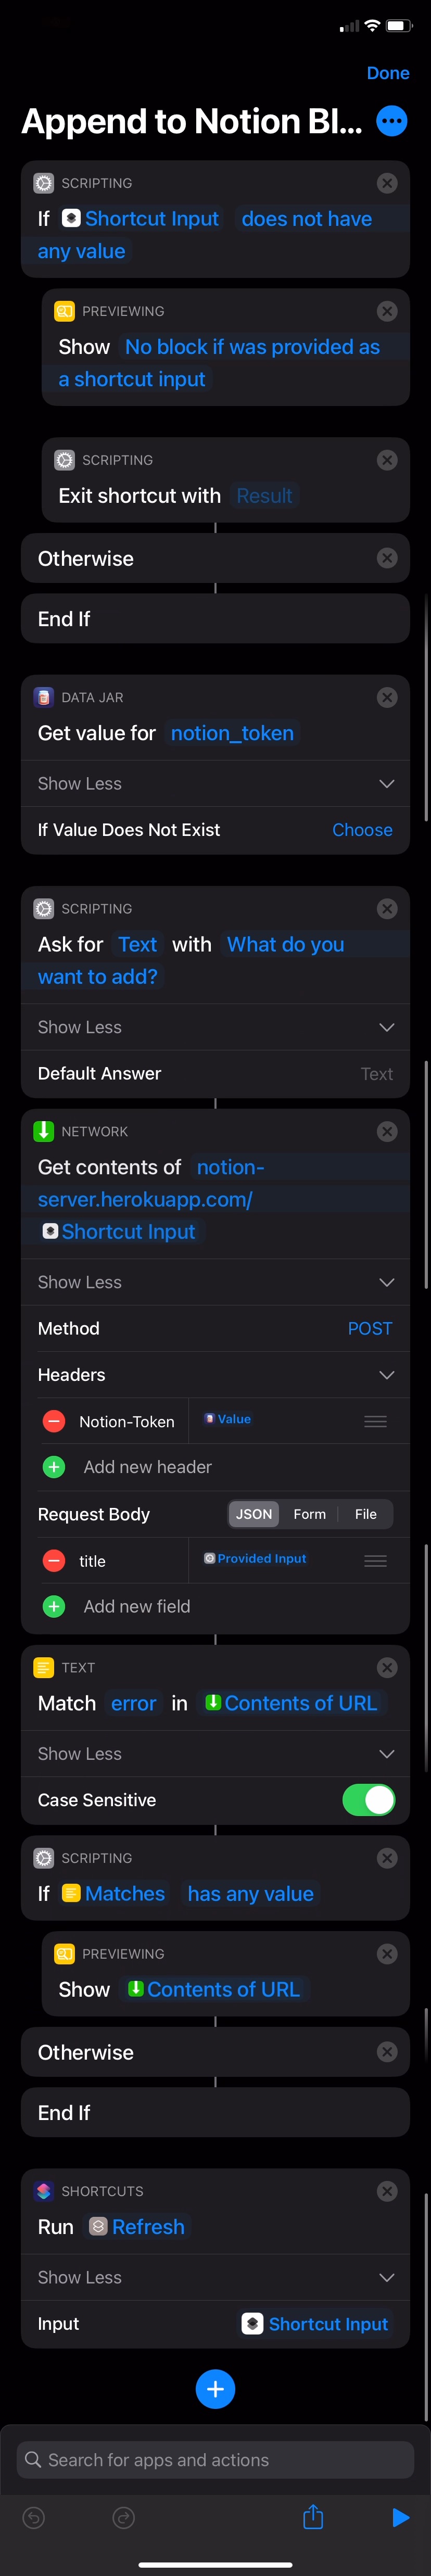 Done
Append to Notion Bl...
SCRIPTING
If Shortcut Input does not have
any value
PREVIEWING
Show No block if was provided as
a shortcut input
SCRIPTING
Exit shortcut with Result
Otherwise
End If
DATA JAR
Get value for notion_token
Show Less
If Value Does Not Exist Choose
SCRIPTING
Ask for Text with What do you
want to add?
Show Less
Default Answer Text
NETWORK
Get contents of notion-
server.herokuapp.com/
Shortcut Input
Show Less
Method POST
Headers
Notion-Token Value
Add new header
Request Body JSON Form File
title Provided Input
Add new field
TEXT
Match error in Contents of URL
Show Less
Case Sensitive
SCRIPTING
If Matches has any value
PREVIEWING
Show Contents of URL
Otherwise
End If
SHORTCUTS
Run Refresh
Show Less
Input Shortcut Input
Search for apps and actions